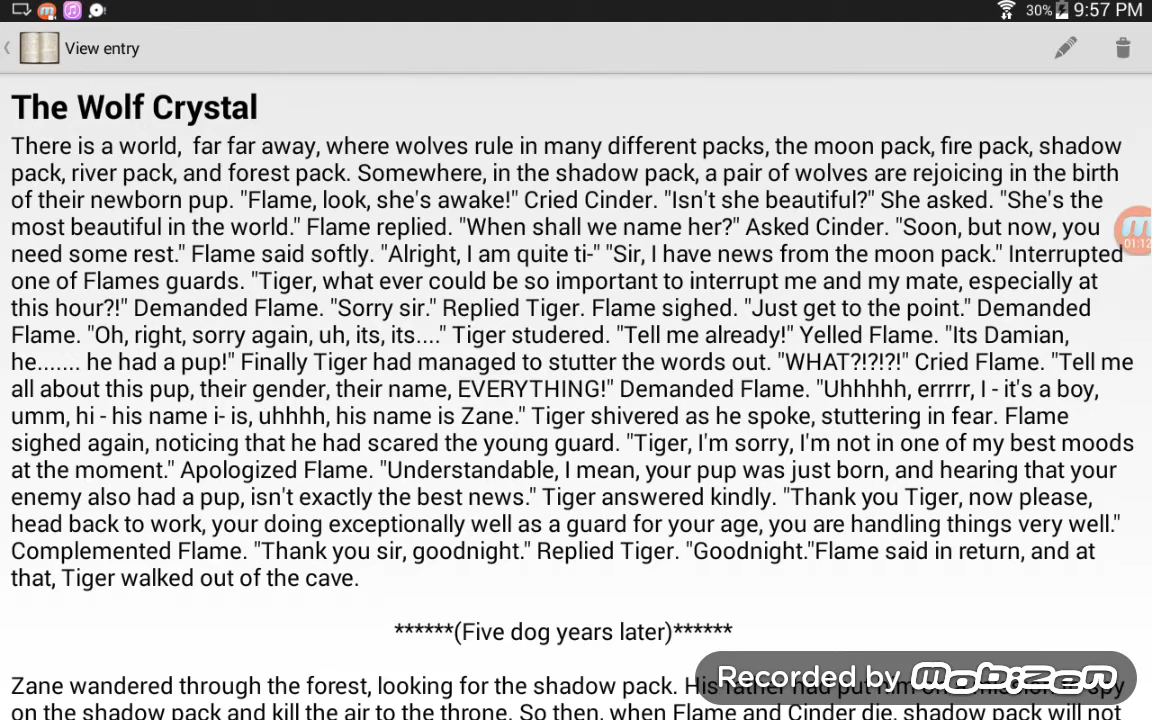 30% 9:57 PM
View entry
The Wolf Crystal
There is a world, far far away, where wolves rule in many different packs, the moon pack, fire pack, shadow
pack, river pack, and forest pack. Somewhere, in the shadow pack, a pair of wolves are rejoicing in the birth
of their newborn pup. "Flame, look, she's awake!" Cried Cinder. "Isn't she beautiful?" She asked. "She's the
most beautiful in the world." Flame replied. "When shall we name her?" Asked Cinder. "Soon, but now, you
need some rest." Flame said softly. "Alright, I am quite ti-" "Sir, I have news from the moon pack." Interrupted
one of Flames guards. "Tiger, what ever could be so important to interrupt me and my mate, especially at
this hour?!" Demanded Flame. "Sorry sir." Replied Tiger. Flame sighed. "Just get to the point." Demanded
Flame. "Oh, right, sorry again, uh, its, its...." Tiger studered. "Tell me already!" Yelled Flame. "Its Damian,
he....... he had a pup!" Finally Tiger had managed to stutter the words out. "WHAT?!?!?!" Cried Flame. "Tell me
all about this pup, their gender, their name, EVERYTHING!" Demanded Flame. "Uhhhhh, errrrr, I - it's a boy,
umm, hi - his name i- is, uhhhh, his name is Zane." Tiger shivered as he spoke, stuttering in fear. Flame
sighed again, noticing that he had scared the young guard. "Tiger, I'm sorry, I'm not in one of my best moods
at the moment." Apologized Flame. "Understandable, I mean, your pup was just born, and hearing that your
enemy also had a pup, isn't exactly the best news." Tiger answered kindly. "Thank you Tiger, now please,
head back to work, your doing exceptionally well as a guard for your age, you are handling things very well."
Complemented Flame. "Thank you sir, goodnight." Replied Tiger. "Goodnight."Flame said in return, and at
that, Tiger walked out of the cave.
******(Five dog years later)******
Zane wandered through the forest, looking for the shadow pack. His father had put him on
on the shadow pack and kill the air to the throne. So then, when Flame and Cinder die, shadow pack will not
01:12
Recorded by mobizen